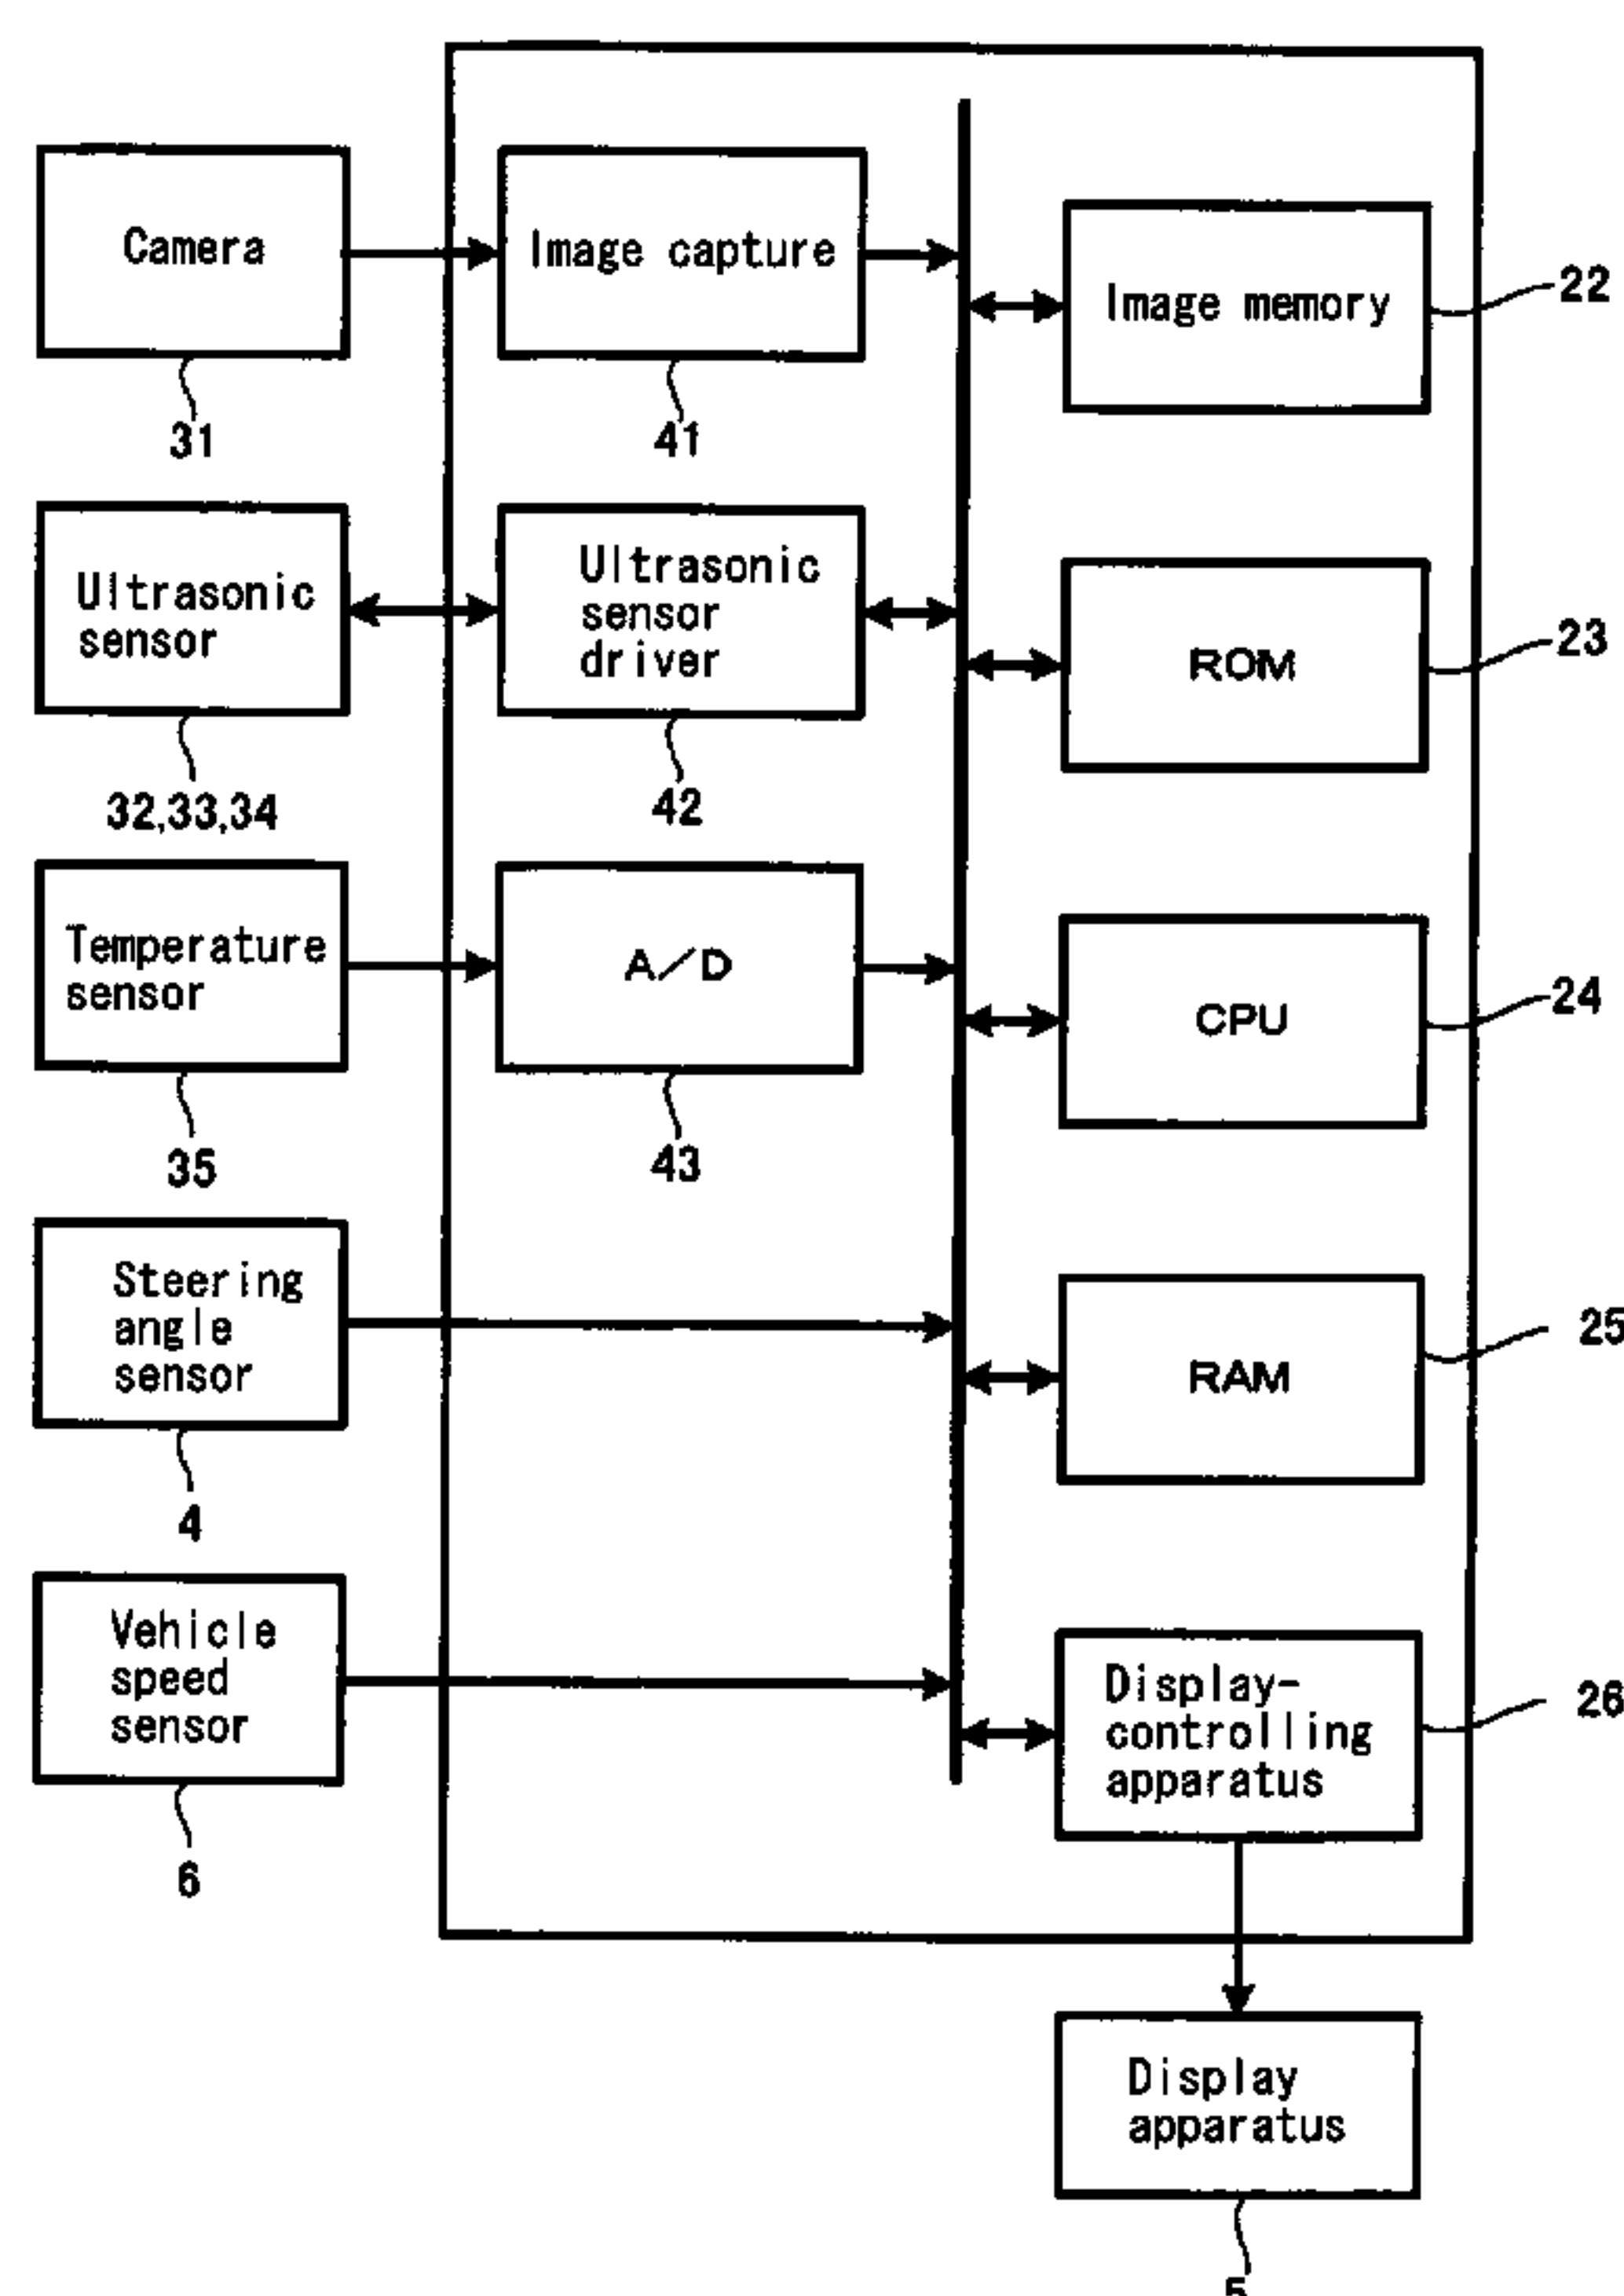 Camera
31
Image capture
41
Image memory
22
Ultrasonic
sensor
32,33,34
Ultrasonic
sensor
driver
42
ROM
23
Temperature
sensor
35
A/D
43
CPU
24
Steering
angle
sensor
4
RAM
25
Vehicle
speed
sensor
6
Display-
controlling
apparatus
26
Display
apparatus
5